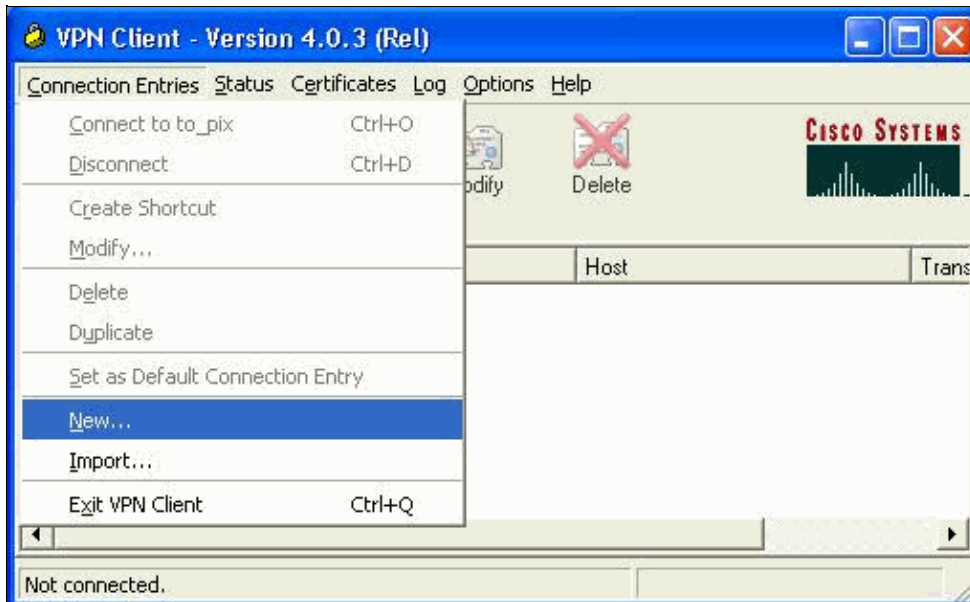 VPN Client - Version 4.0.3 (Rel)
Connection Entries Status Certificates Log Options Help
Connect to to_pix Ctrl+O
Disconnect Ctrl+D
Create Shortcut
Modify...
Delete
Duplicate
Set as Default Connection Entry
New...
Import...
Exit VPN Client Ctrl+Q
odify
Delete
CISCO SYSTEMS
Host
Trans
Not connected.